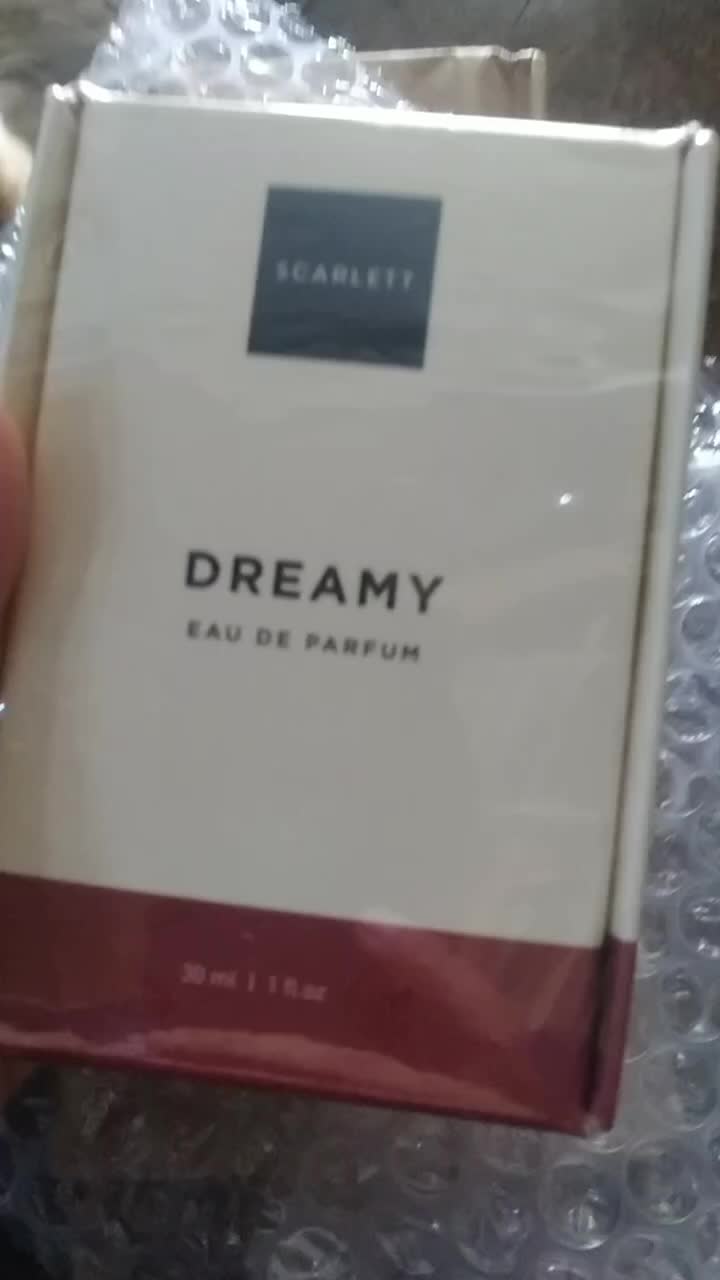 SCARLETT
DREAMY
EAU DE PARFUM
30 ml | 1 fl.oz